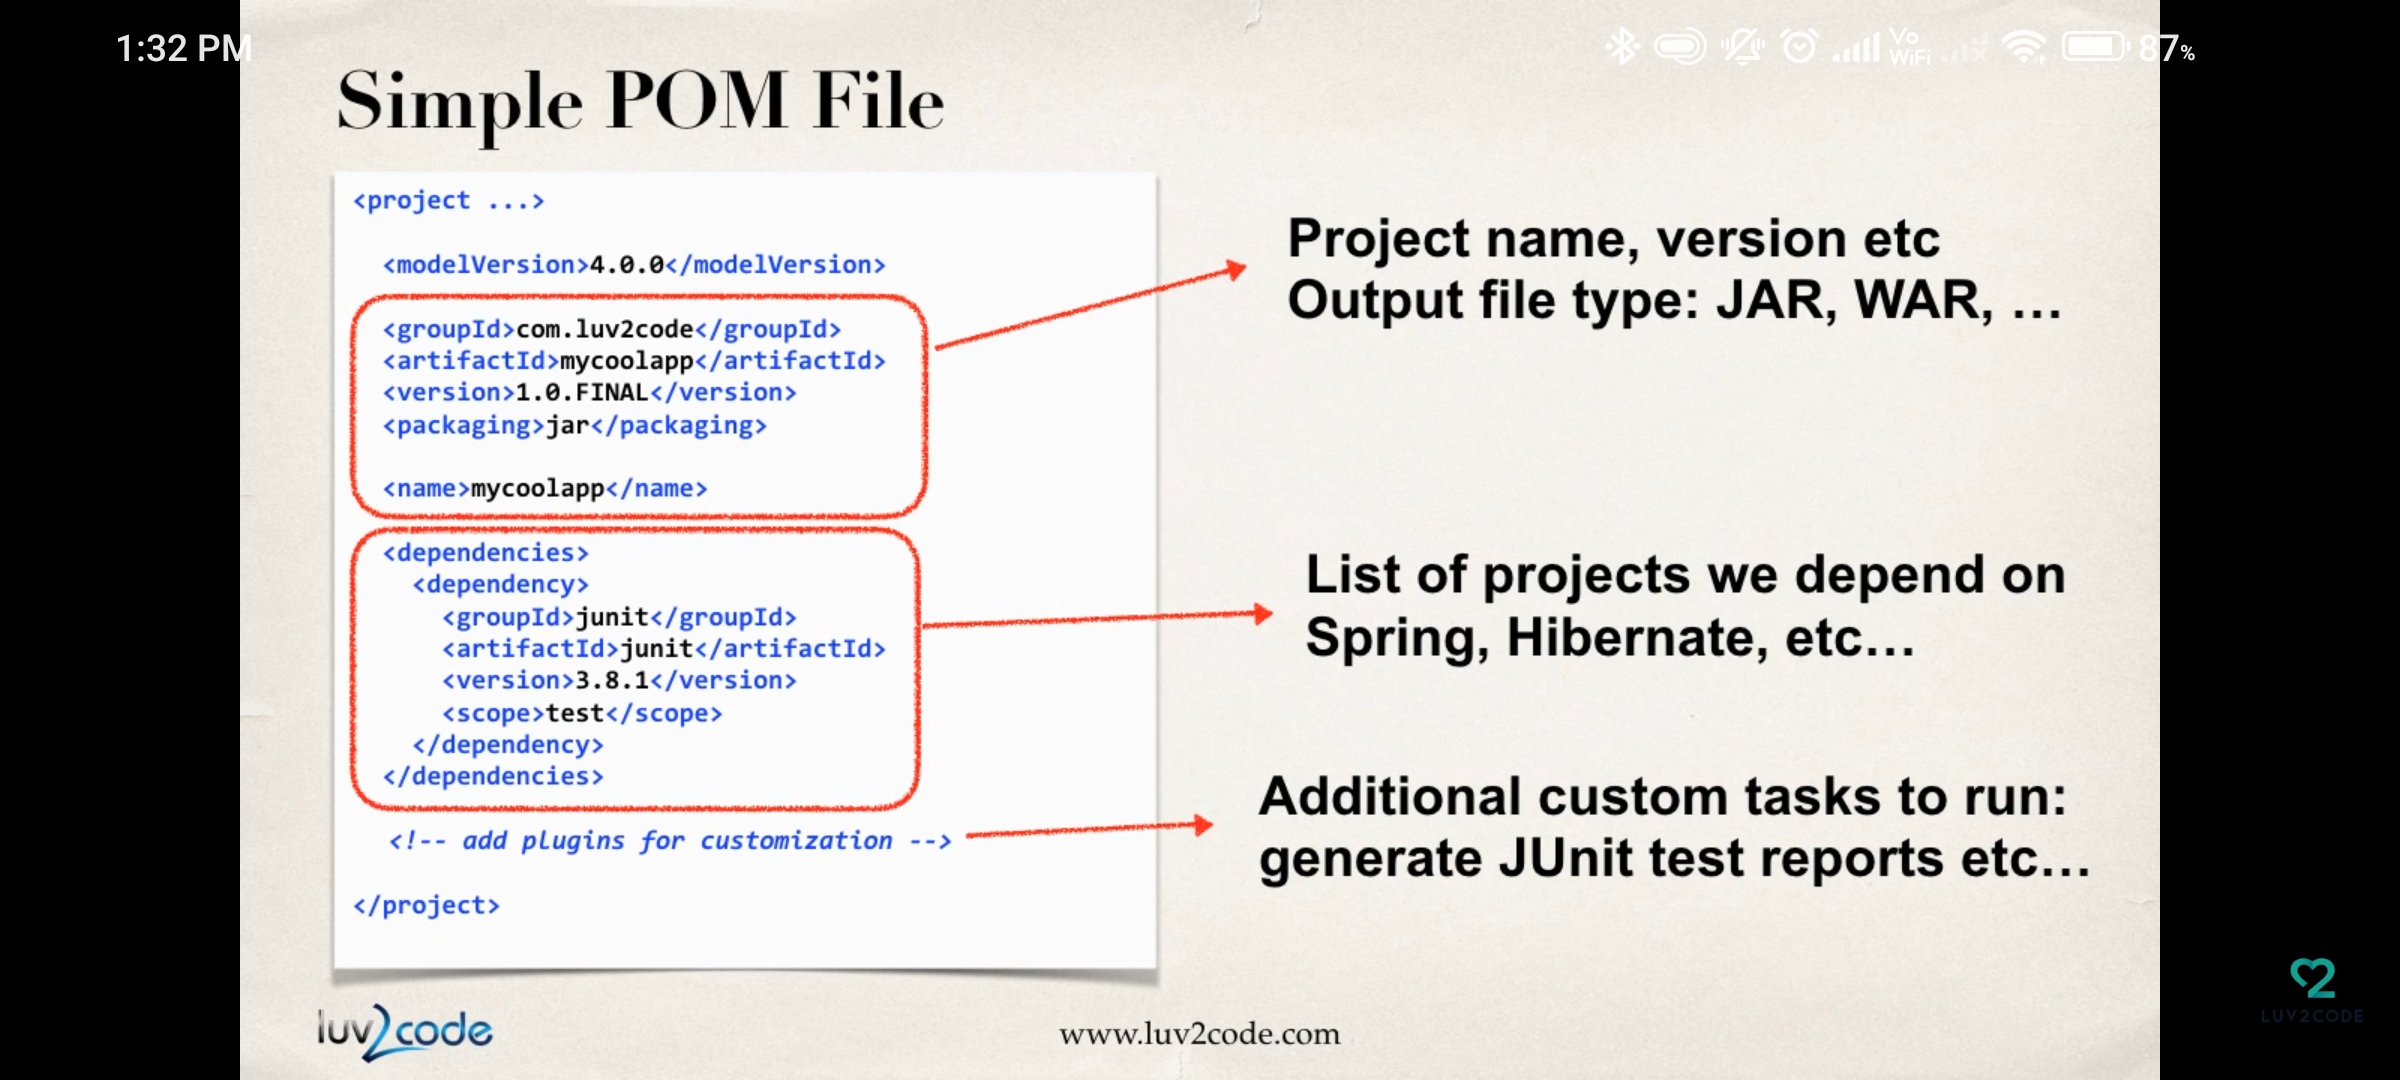 1:32 PM
Vo
WiFi
87%
Simple POM File
<project ...>
<modelVersion>4.0.0</modelVersion>
<groupId>com.luv2code</groupId>
<artifactId>mycoolapp</artifactId>
<version>1.0.FINAL</version>
<packaging>jar</packaging>
<name>mycoolapp</name>
<dependencies>
<dependency>
<groupId>junit</groupId>
<artifactId>junit</artifactId>
<version>3.8.1</version>
<scope>test</scope>
</dependency>
</dependencies>
<!-- add plugins for customization -->
</project>
Project name, version etc
Output file type: JAR, WAR, …
List of projects we depend on
Spring, Hibernate, etc…
Additional custom tasks to run:
generate JUnit test reports etc…
luv2code
www.luv2code.com
LUV2CODE